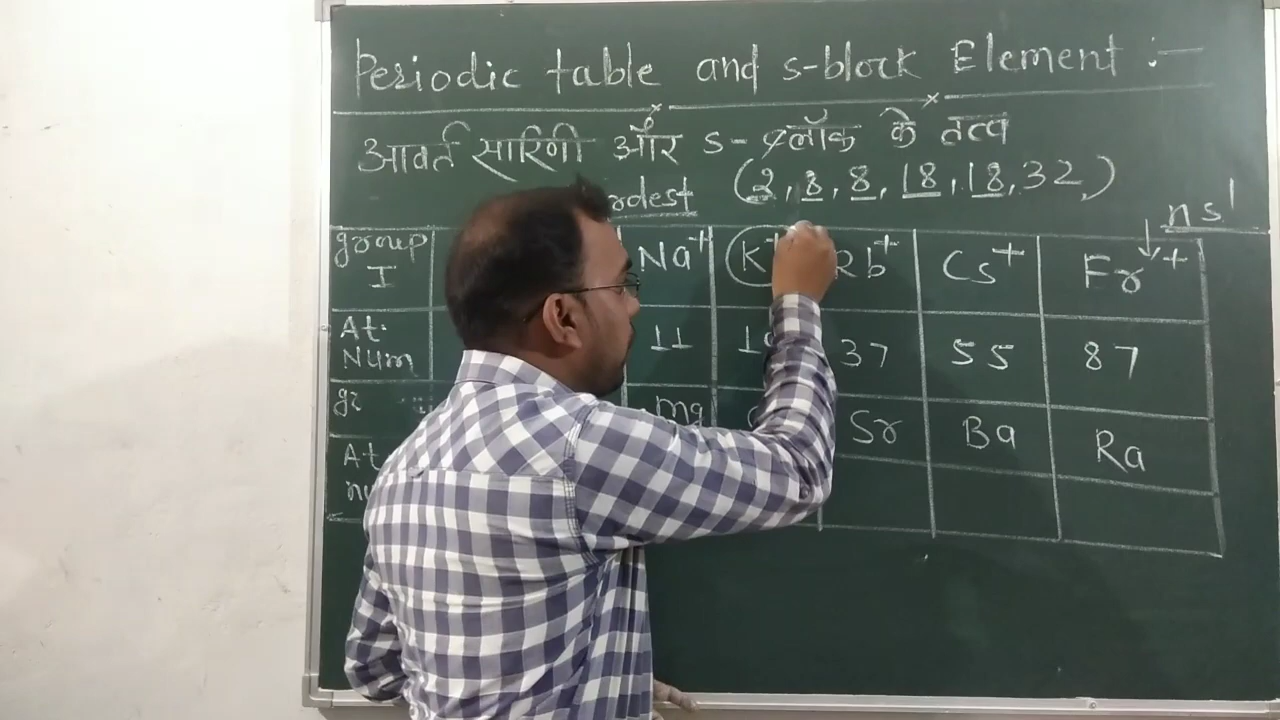 Periodic table and s-block Element :-
आवर्त सारिणी और s-ब्लॉक के तत्व
(2, 8, 8, 18, 18, 32,)
ns¹
group I Na⁺ K⁺ Rb⁺ Cs⁺ Fr⁺
At. Num 11 37 55 87
gr mg Sr Ba Ra
At